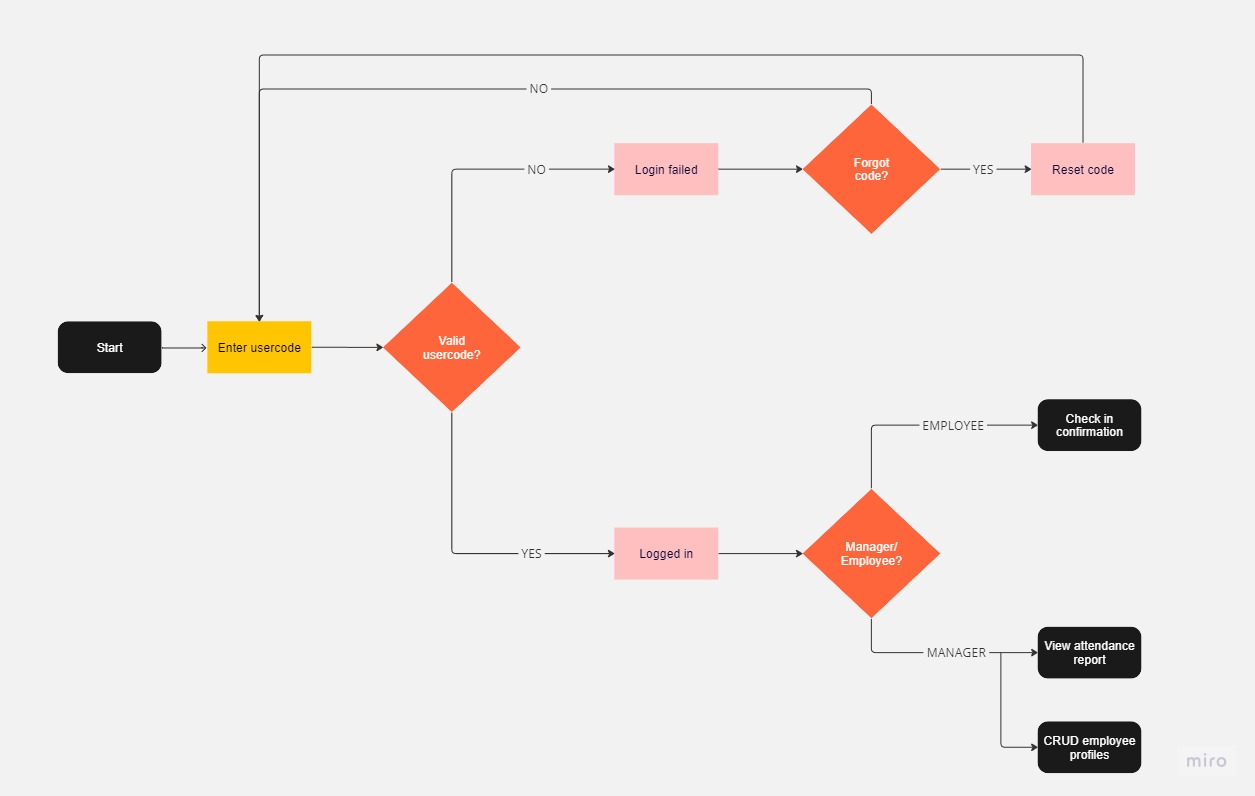 NO
NO
Login failed
Forgot
code?
YES
Reset code
Start
Enter usercode
Valid
usercode?
EMPLOYEE
Check in
confirmation
YES
Logged in
Manager/
Employee?
MANAGER
View attendance
report
CRUD employee
profiles
miro